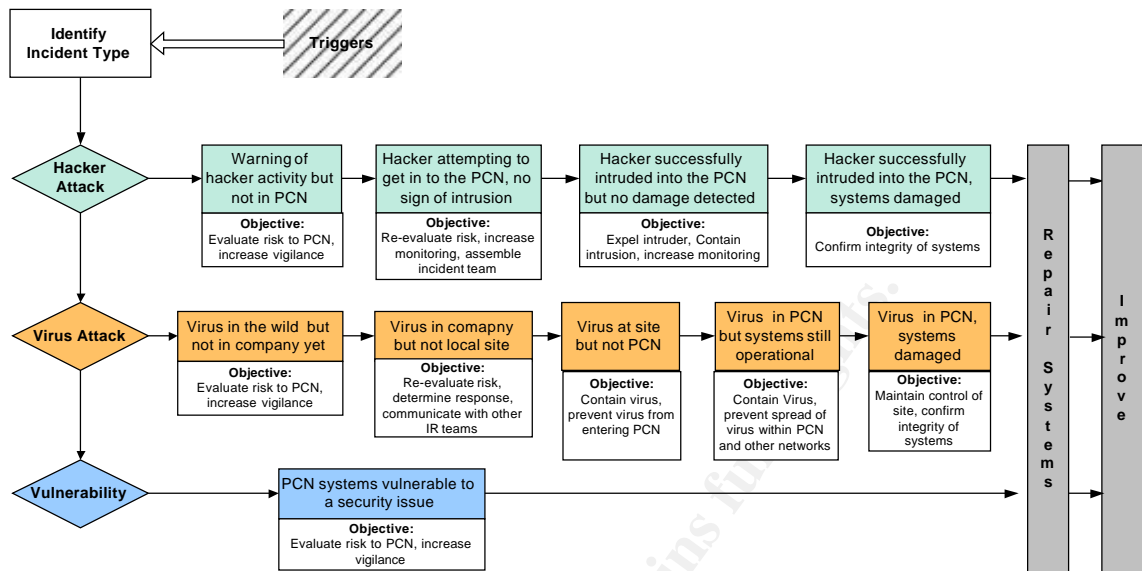 Identify
Incident Type
Triggers
Hacker
Attack
Warning of
hacker activity but
not in PCN
Objective:
Evaluate risk to PCN,
increase vigilance
Hacker attempting to
get in to the PCN, no
sign of intrusion
Objective:
Re-evaluate risk, increase
monitoring, assemble
incident team
Hacker successfully
intruded into the PCN
but no damage detected
Objective:
Expel intruder, Contain
intrusion, increase monitoring
Hacker successfully
intruded into the PCN,
systems damaged
Objective:
Confirm integrity of systems
Virus Attack
Virus in the wild but
not in company yet
Objective:
Evaluate risk to PCN,
increase vigilance
Virus in comapny
but not local site
Objective:
Re-evaluate risk,
determine response,
communicate with other
IR teams
Virus at site
but not PCN
Objective:
Contain virus,
prevent virus from
entering PCN
Virus in PCN
but systems still
operational
Objective:
Contain Virus,
prevent spread of
virus within PCN
and other networks
Virus in PCN,
systems
damaged
Objective:
Maintain control of
site, confirm
integrity of
systems
Vulnerability
PCN systems vulnerable to
a security issue
Objective:
Evaluate risk to PCN, increase
vigilance
Repair Systems
Improve